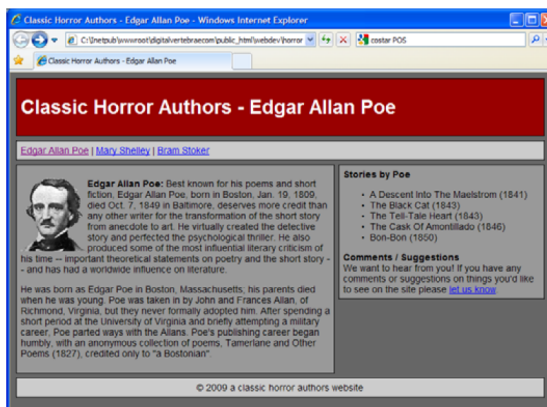 Classic Horror Authors - Edgar Allan Poe - Windows Internet Explorer
C:\Inetpub\wwwroot\digitalvertebraecom\public_html\webdev\horror
costar POS
Classic Horror Authors - Edgar Allan Poe
Classic Horror Authors - Edgar Allan Poe
Edgar Allan Poe | Mary Shelley | Bram Stoker
Edgar Allan Poe: Best known for his poems and short
fiction, Edgar Allan Poe, born in Boston, Jan. 19, 1809,
died Oct. 7, 1849 in Baltimore, deserves more credit than
any other writer for the transformation of the short story
from anecdote to art. He virtually created the detective
story and perfected the psychological thriller. He also
produced some of the most influential literary criticism of
his time -- important theoretical statements on poetry and the short story -
- and has had a worldwide influence on literature.
He was born as Edgar Poe in Boston, Massachusetts; his parents died
when he was young. Poe was taken in by John and Frances Allan, of
Richmond, Virginia, but they never formally adopted him. After spending a
short period at the University of Virginia and briefly attempting a military
career, Poe parted ways with the Allans. Poe's publishing career began
humbly, with an anonymous collection of poems, Tamerlane and Other
Poems (1827), credited only to "a Bostonian".
Stories by Poe
• A Descent Into The Maelstrom (1841)
• The Black Cat (1843)
• The Tell-Tale Heart (1843)
• The Cask Of Amontillado (1846)
• Bon-Bon (1850)
Comments / Suggestions
We want to hear from you! If you have any
comments or suggestions on things you'd like
to see on the site please let us know.
© 2009 a classic horror authors website